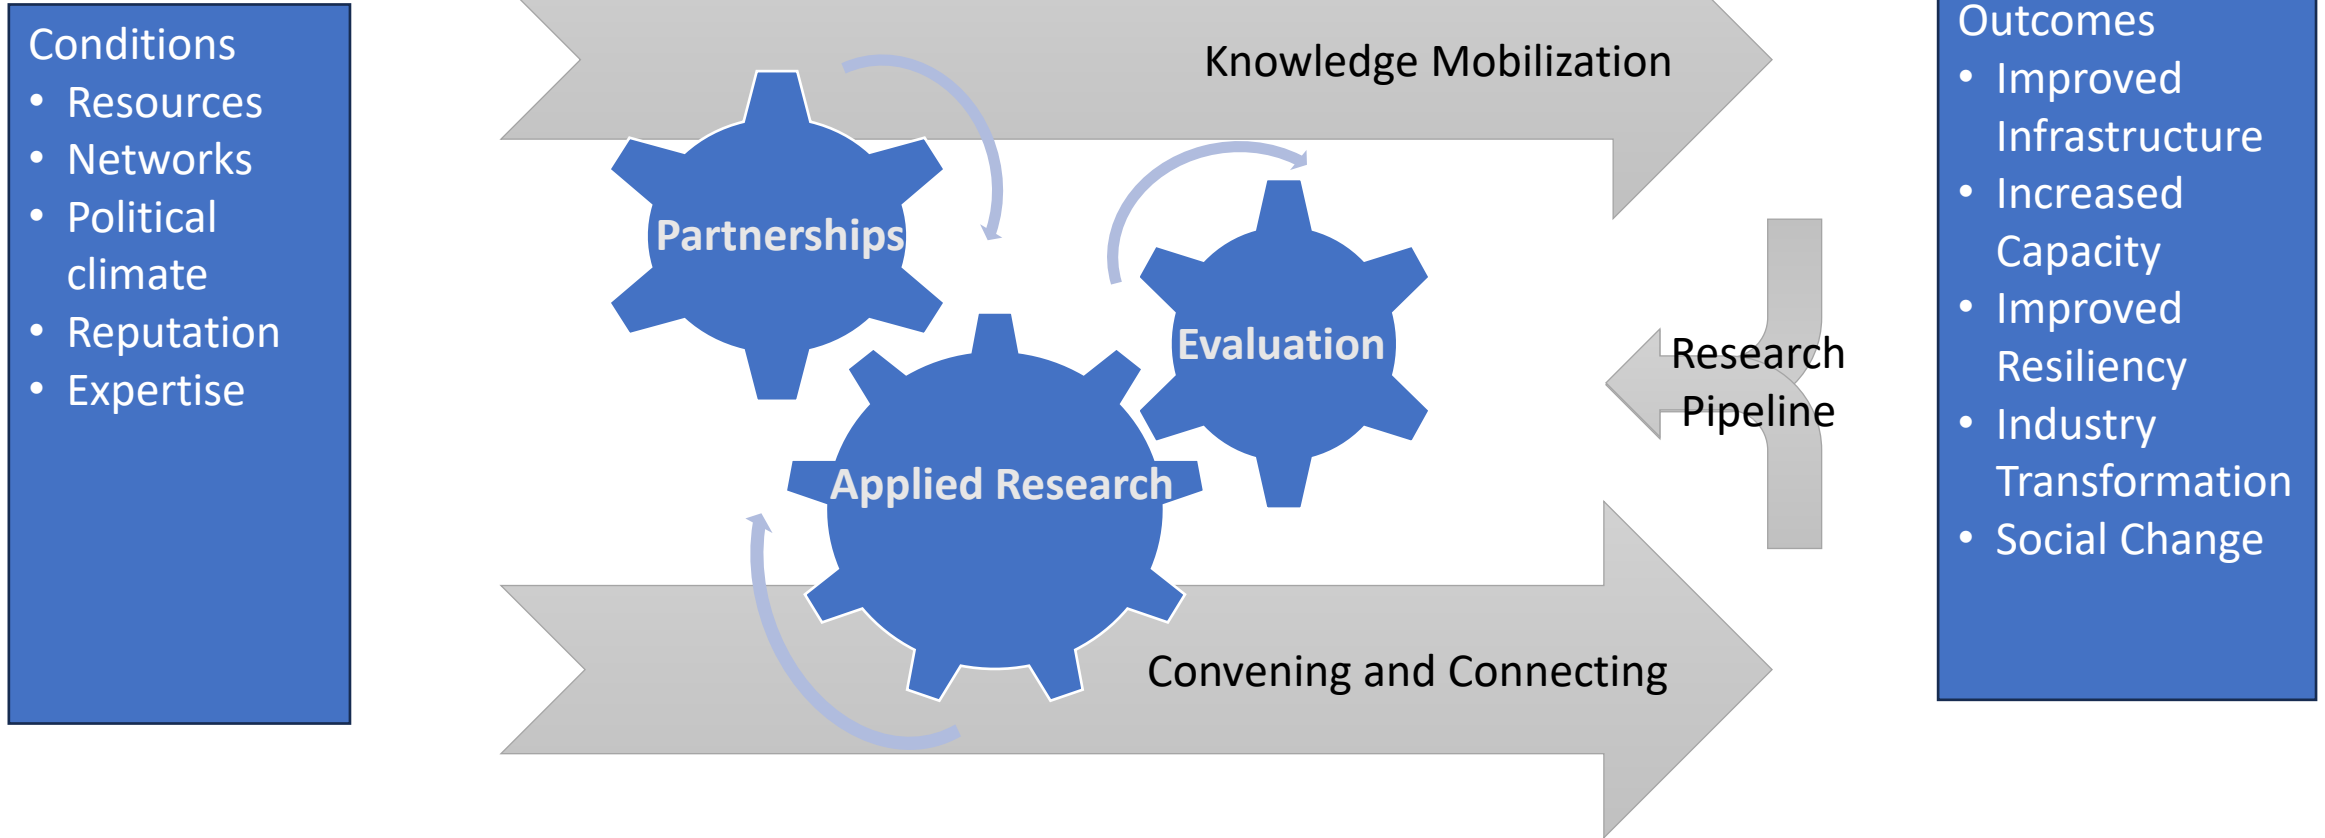 Conditions
• Resources
• Networks
• Political
climate
• Reputation
• Expertise
Knowledge Mobilization
Partnerships
Evaluation
Applied Research
Research
Pipeline
Convening and Connecting
Outcomes
• Improved
Infrastructure
• Increased
Capacity
• Improved
Resiliency
• Industry
Transformation
• Social Change